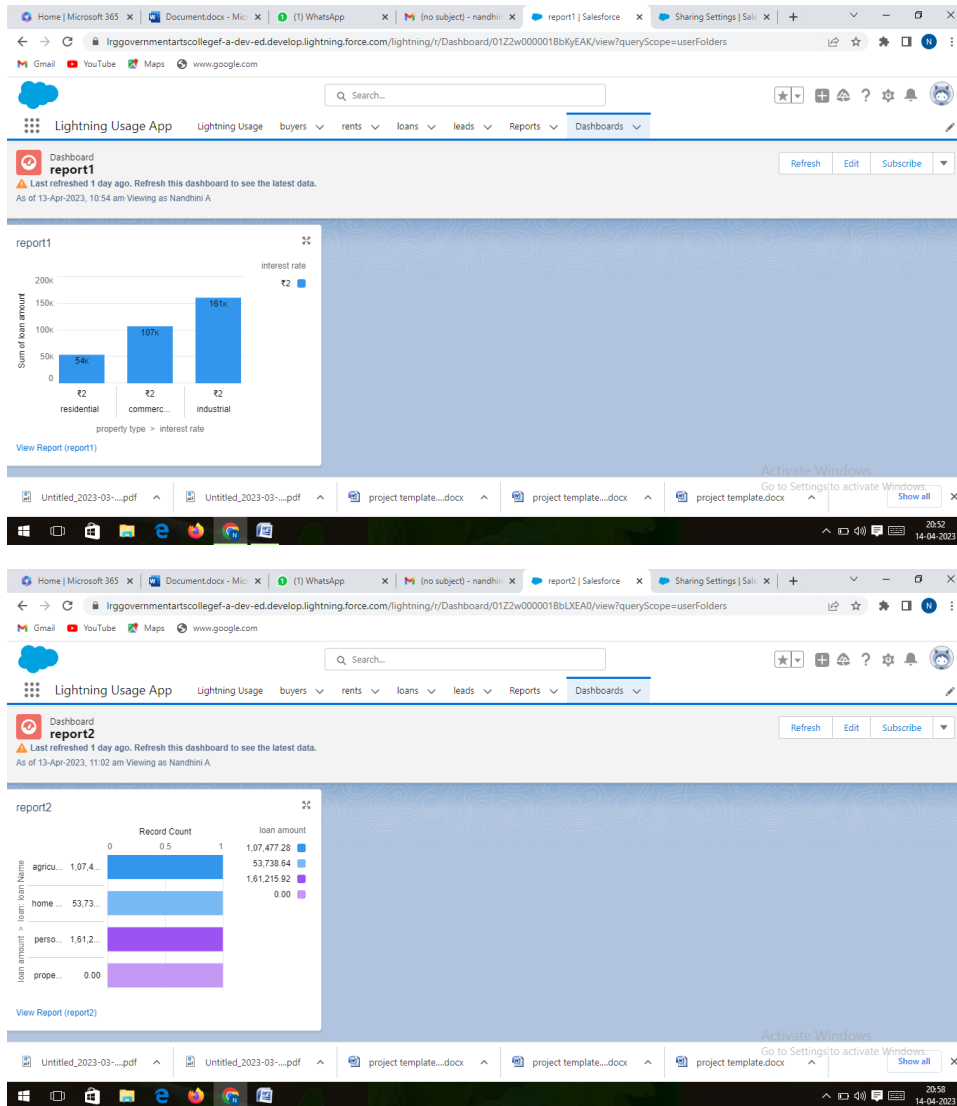 Home | Microsoft 365
Document.docx - Mic
(1) WhatsApp
(no subject) - nandhin
report1 | Salesforce
Sharing Settings | Sale
lrggovernmentartscollegef-a-dev-ed.develop.lightning.force.com/lightning/r/Dashboard/01Z2w000001BbKyEAK/view?queryScope=userFolders
N
Gmail YouTube Maps www.google.com
Search...
Lightning Usage App Lightning Usage buyers rents loans leads Reports Dashboards
Dashboard
report1
Refresh Edit Subscribe
Last refreshed 1 day ago. Refresh this dashboard to see the latest data.
As of 13-Apr-2023, 10:54 am·Viewing as Nandhini A
report1
interest rate
₹2
Sum of loan amount
200K
150K
100K
50K
0
54K
107K
161K
₹2 ₹2 ₹2
residential commerc... industrial
property type > interest rate
View Report (report1)
Activate Windows
Go to Settings to activate Windows.
Untitled_2023-03-....pdf
Untitled_2023-03-....pdf
project template....docx
project template....docx
project template.docx
Show all
20:52
14-04-2023
Home | Microsoft 365
Document.docx - Mic
(1) WhatsApp
(no subject) - nandhin
report2 | Salesforce
Sharing Settings | Sale
lrggovernmentartscollegef-a-dev-ed.develop.lightning.force.com/lightning/r/Dashboard/01Z2w000001BbLXEA0/view?queryScope=userFolders
N
Gmail YouTube Maps www.google.com
Search...
Lightning Usage App Lightning Usage buyers rents loans leads Reports Dashboards
Dashboard
report2
Refresh Edit Subscribe
Last refreshed 1 day ago. Refresh this dashboard to see the latest data.
As of 13-Apr-2023, 11:02 am·Viewing as Nandhini A
report2
Record Count
0 0.5 1
loan amount
1,07,477.28
53,738.64
1,61,215.92
0.00
loan amount > loan: loan Name
agricu... 1,07,4...
home ... 53,73...
perso... 1,61,2...
prope... 0.00
View Report (report2)
Activate Windows
Go to Settings to activate Windows.
Untitled_2023-03-....pdf
Untitled_2023-03-....pdf
project template....docx
project template....docx
project template.docx
Show all
20:58
14-04-2023